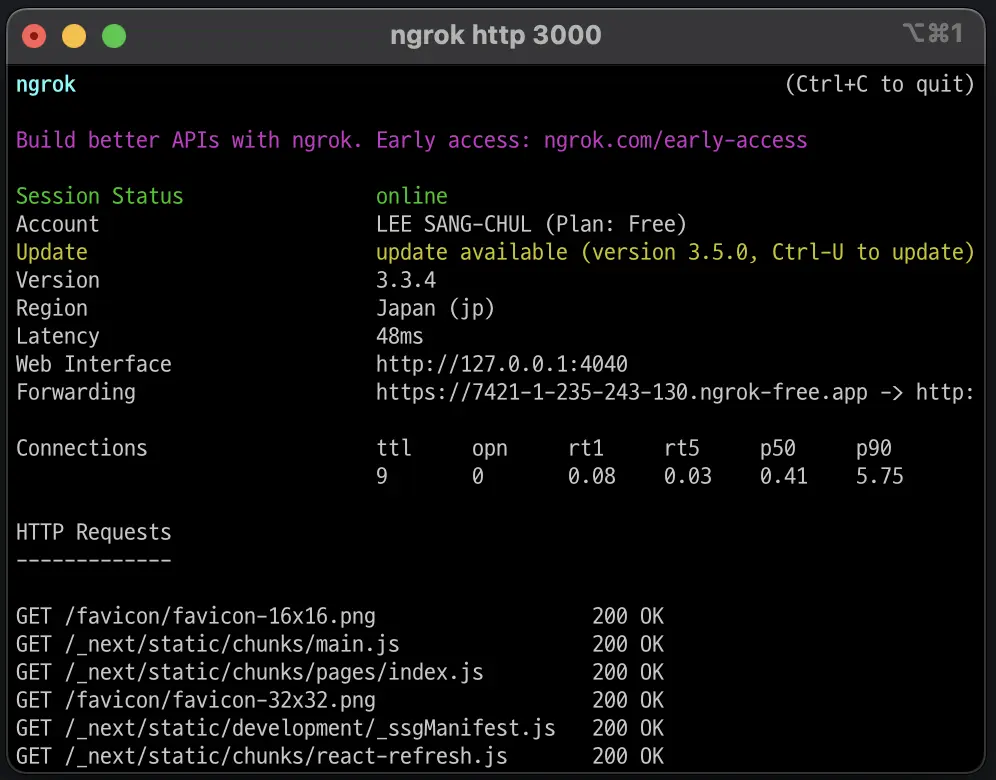 ngrok http 3000 ⌥⌘1
ngrok (Ctrl+C to quit)
Build better APIs with ngrok. Early access: ngrok.com/early-access
Session Status online
Account LEE SANG-CHUL (Plan: Free)
Update update available (version 3.5.0, Ctrl-U to update)
Version 3.3.4
Region Japan (jp)
Latency 48ms
Web Interface http://127.0.0.1:4040
Forwarding https://7421-1-235-243-130.ngrok-free.app -> http:
Connections ttl opn rt1 rt5 p50 p90
9 0 0.08 0.03 0.41 5.75
HTTP Requests
-------------
GET /favicon/favicon-16x16.png 200 OK
GET /_next/static/chunks/main.js 200 OK
GET /_next/static/chunks/pages/index.js 200 OK
GET /favicon/favicon-32x32.png 200 OK
GET /_next/static/development/_ssgManifest.js 200 OK
GET /_next/static/chunks/react-refresh.js 200 OK